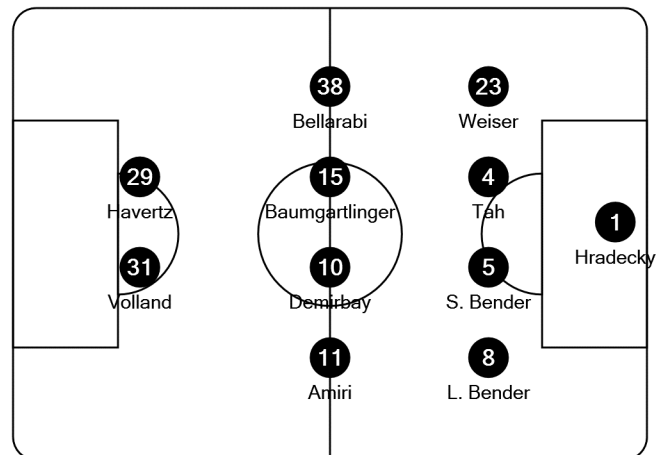 38
Bellarabi
23
Weiser
29
Havertz
15
Baumgartlinger
4
Tah
1
Hradecky
31
Volland
10
Demirbay
5
S. Bender
11
Amiri
8
L. Bender